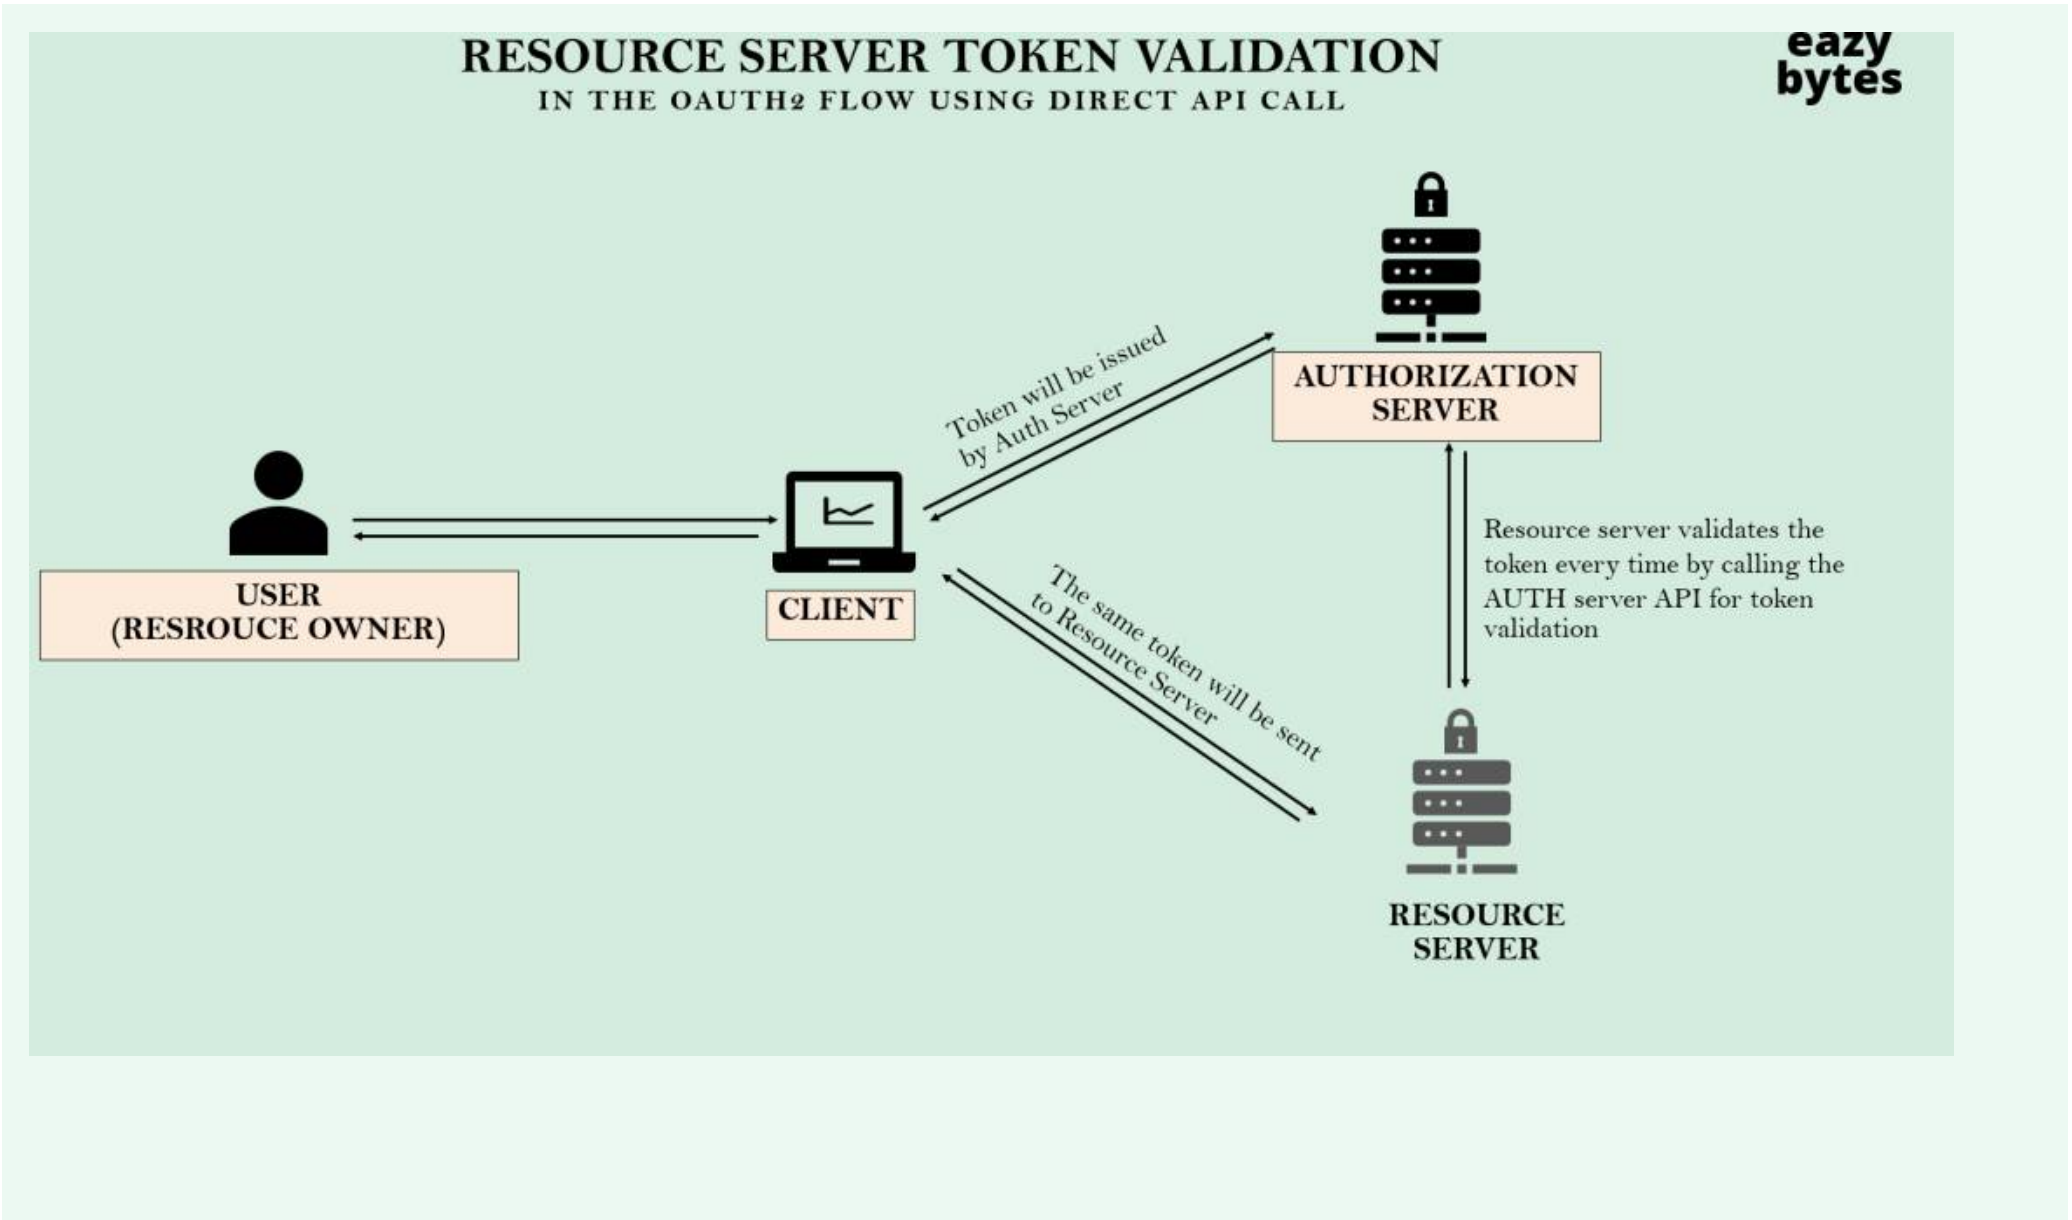 RESOURCE SERVER TOKEN VALIDATION
IN THE OAUTH2 FLOW USING DIRECT API CALL
eazy
bytes
Token will be issued
by Auth Server
AUTHORIZATION
SERVER
USER
(RESROUCE OWNER)
CLIENT
Resource server validates the
token every time by calling the
AUTH server API for token
validation
The same token will be sent
to Resource Server
RESOURCE
SERVER